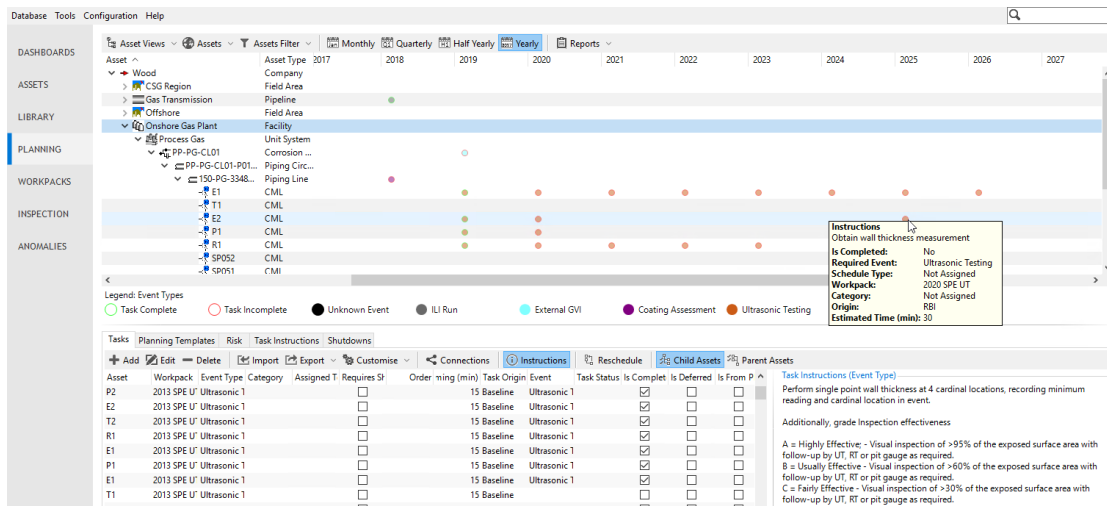 Database Tools Configuration Help
DASHBOARDS
ASSETS
LIBRARY
PLANNING
WORKPACKS
INSPECTION
ANOMALIES
Asset Views Assets Assets Filter Monthly Quarterly Half Yearly Yearly Reports
Asset Asset Type 2017 2018 2019 2020 2021 2022 2023 2024 2025 2026 2027
Wood Company
CSG Region Field Area
Gas Transmission Pipeline
Offshore Field Area
Onshore Gas Plant Facility
Process Gas Unit System
PP-PG-CL01 Corrosion ...
PP-PG-CL01-P01... Piping Circ...
150-PG-3348... Piping Line
E1 CML
T1 CML
E2 CML
P1 CML
R1 CML
SP052 CML
SP051 CML
Instructions
Obtain wall thickness measurement
Is Completed: No
Required Event: Ultrasonic Testing
Schedule Type: Not Assigned
Workpack: 2020 SPE UT
Category: Not Assigned
Origin: RBI
Estimated Time (min): 30
Legend: Event Types
Task Complete Task Incomplete Unknown Event ILI Run External GVI Coating Assessment Ultrasonic Testing
Tasks Planning Templates Risk Task Instructions Shutdowns
Add Edit Delete Import Export Customise Connections Instructions Reschedule Child Assets Parent Assets
Asset Workpack Event Type Category Assigned T Requires Sh Order ming (min) Task Origin Event Task Status Is Complet Is Deferred Is From P
P2 2013 SPE U Ultrasonic T 15 Baseline Ultrasonic T
E2 2013 SPE U Ultrasonic T 15 Baseline Ultrasonic T
T2 2013 SPE U Ultrasonic T 15 Baseline Ultrasonic T
R1 2013 SPE U Ultrasonic T 15 Baseline Ultrasonic T
E1 2013 SPE U Ultrasonic T 15 Baseline Ultrasonic T
P1 2013 SPE U Ultrasonic T 15 Baseline Ultrasonic T
E1 2013 SPE U Ultrasonic T 15 Baseline Ultrasonic T
T1 2013 SPE U Ultrasonic T 15 Baseline
Task Instructions (Event Type)
Perform single point wall thickness at 4 cardinal locations, recording minimum
reading and cardinal location in event.
Additionally, grade Inspection effectiveness
A = Highly Effective; - Visual inspection of >95% of the exposed surface area with
follow-up by UT, RT or pit gauge as required.
B = Usually Effective - Visual inspection of >60% of the exposed surface area with
follow-up by UT, RT or pit gauge as required.
C = Fairly Effective - Visual inspection of >30% of the exposed surface area with
follow-up by UT, RT or pit gauge as required.